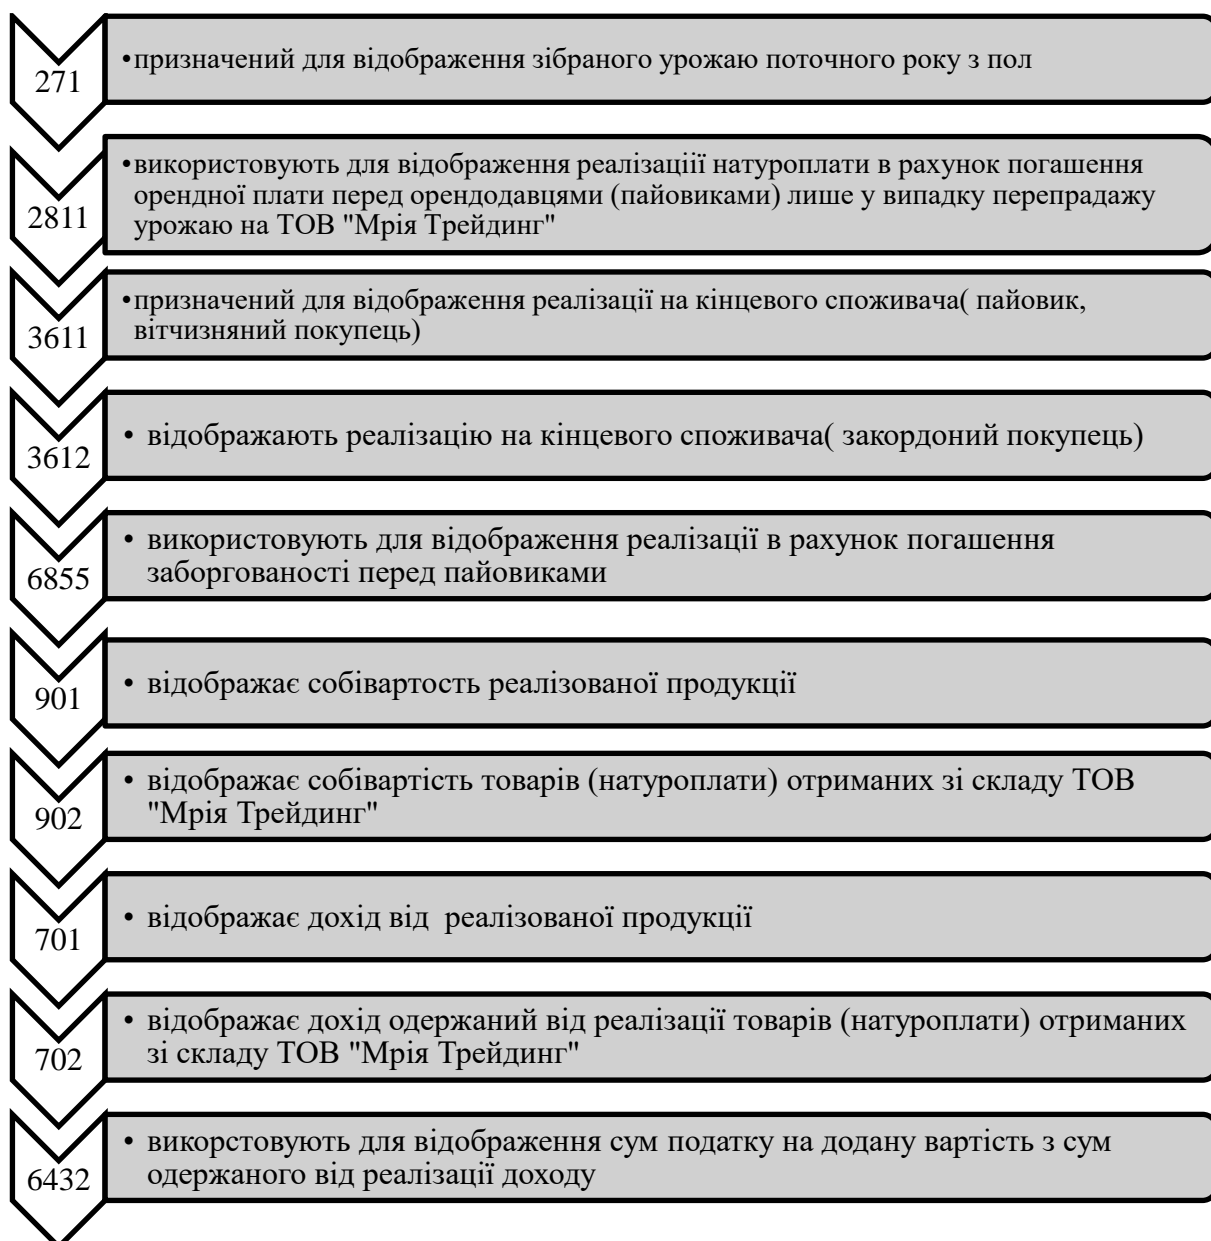 271
•призначений для відображення зібраного урожаю поточного року з пол
2811
•використовують для відображення реалізаціїї натуроплати в рахунок погашення
орендної плати перед орендодавцями (пайовиками) лише у випадку перепрадажу
урожаю на ТОВ "Мрія Трейдинг"
3611
•призначений для відображення реалізації на кінцевого споживача( пайовик,
вітчизняний покупець)
3612
• відображають реалізацію на кінцевого споживача( закордоний покупець)
6855
• використовують для відображення реалізації в рахунок погашення
заборгованості перед пайовиками
901
• відображає собівартость реалізованої продукції
902
• відображає собівартість товарів (натуроплати) отриманих зі складу ТОВ
"Мрія Трейдинг"
701
• відображає дохід від реалізованої продукції
702
• відображає дохід одержаний від реалізації товарів (натуроплати) отриманих
зі складу ТОВ "Мрія Трейдинг"
6432
• викорстовують для відображення сум податку на додану вартість з сум
одержаного від реалізації доходу